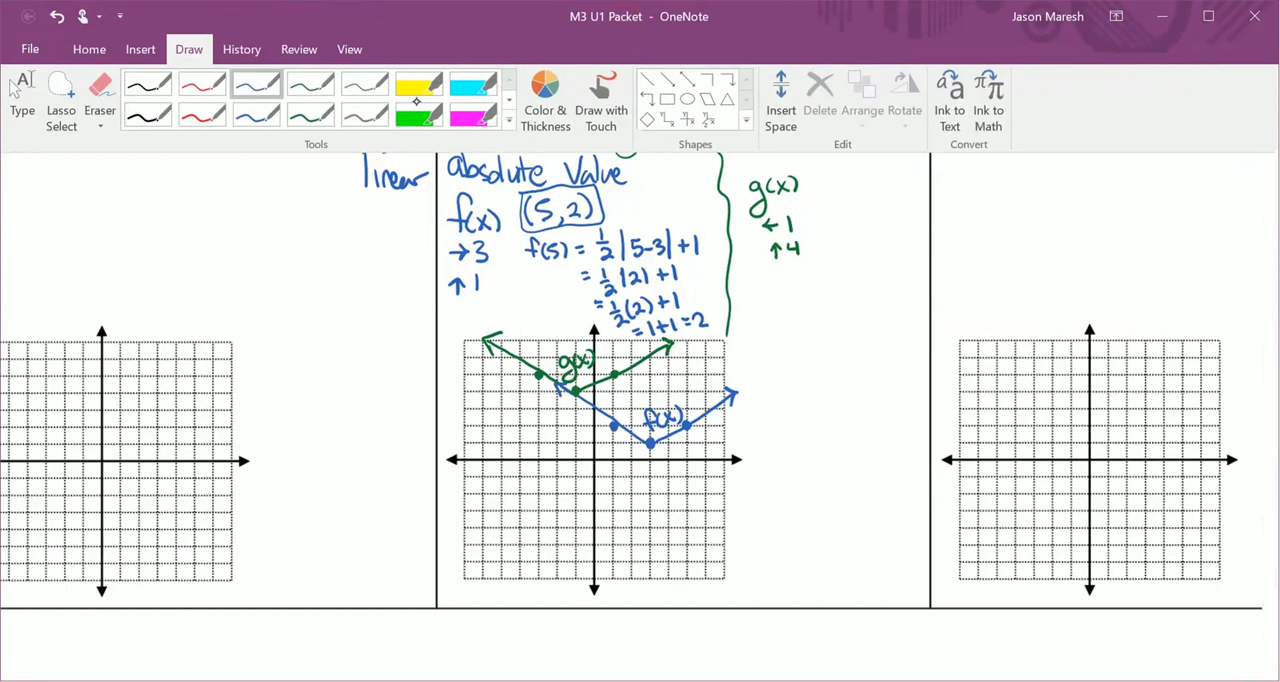 M3 U1 Packet - OneNote
Jason Maresh
File Home Insert Draw History Review View
Type
Lasso Select
Eraser
Color & Thickness
Draw with Touch
Insert Space
Delete
Arrange
Rotate
Ink to Text
Ink to Math
Tools
Shapes
Edit
Convert
linear
absolute Value
f(x) (5,2)
→3
↑1
f(5) = 1/2 |5-3| + 1
= 1/2 |2| + 1
= 1/2 (2) + 1
= 1+1 = 2
g(x)
← 1
↑ 4
g(x)
f(x)